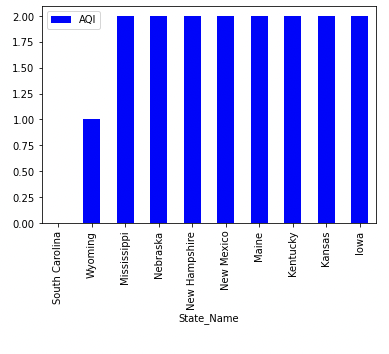 AQI
2.00
1.75
1.50
1.25
1.00
0.75
0.50
0.25
0.00
South Carolina
Wyoming
Mississippi
Nebraska
New Hampshire
New Mexico
Maine
Kentucky
Kansas
Iowa
State_Name